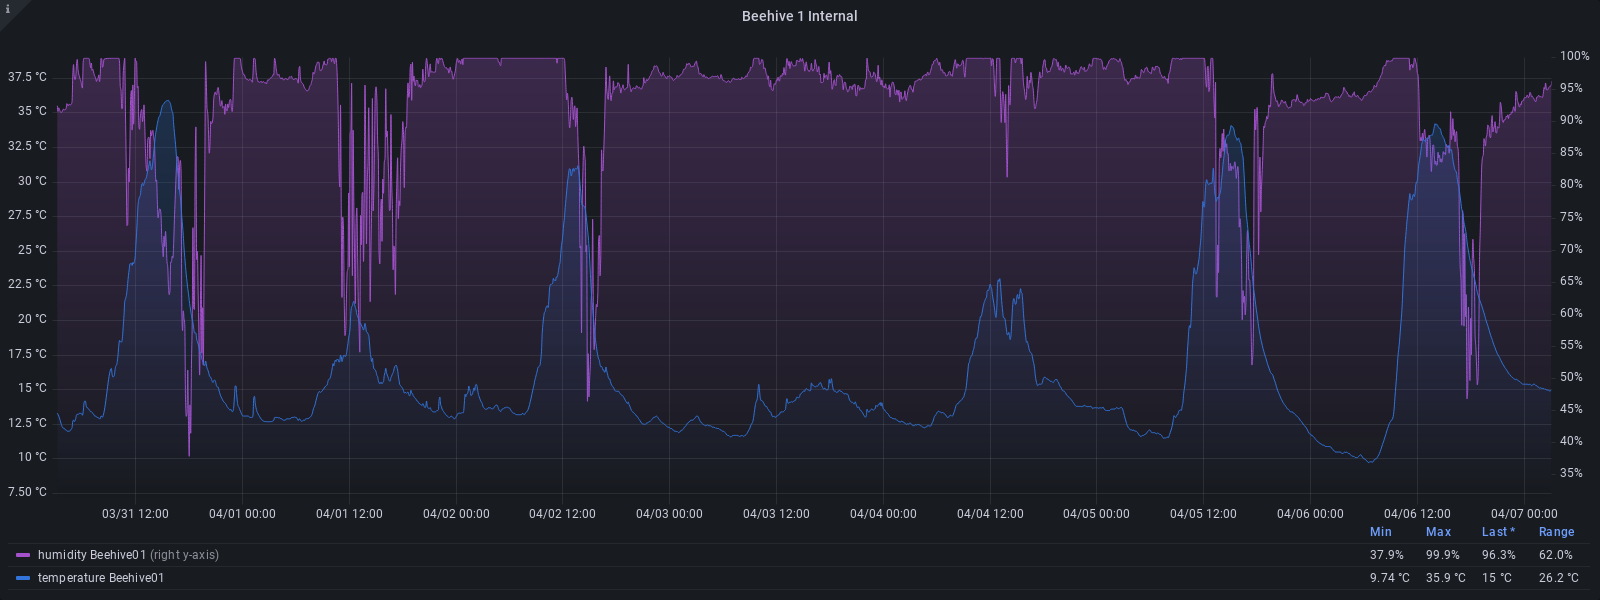 i
Beehive 1 Internal
37.5 °C
35 °C
32.5 °C
30 °C
27.5 °C
25 °C
22.5 °C
20 °C
17.5 °C
15 °C
12.5 °C
10 °C
7.50 °C
100%
95%
90%
85%
80%
75%
70%
65%
60%
55%
50%
45%
40%
35%
03/31 12:00 04/01 00:00 04/01 12:00 04/02 00:00 04/02 12:00 04/03 00:00 04/03 12:00 04/04 00:00 04/04 12:00 04/05 00:00 04/05 12:00 04/06 00:00 04/06 12:00 04/07 00:00
Min Max Last * Range
humidity Beehive01 (right y-axis) 37.9% 99.9% 96.3% 62.0%
temperature Beehive01 9.74 °C 35.9 °C 15 °C 26.2 °C